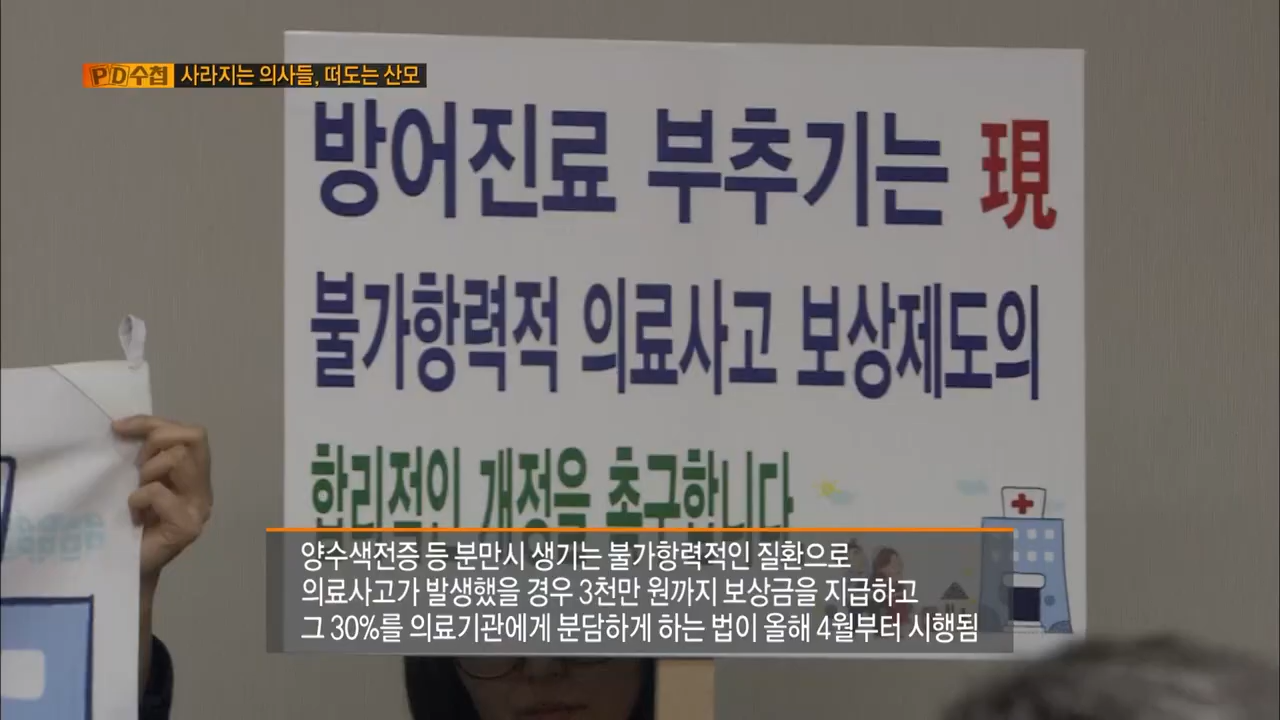 PD수첩 사라지는 의사들, 떠도는 산모
방어진료 부추기는 現
불가항력적 의료사고 보상제도의
합리적인 개정을 촉구합니다
양수색전증 등 분만시 생기는 불가항력적인 질환으로
의료사고가 발생했을 경우 3천만 원까지 보상금을 지급하고
그 30%를 의료기관에게 분담하게 하는 법이 올해 4월부터 시행됨